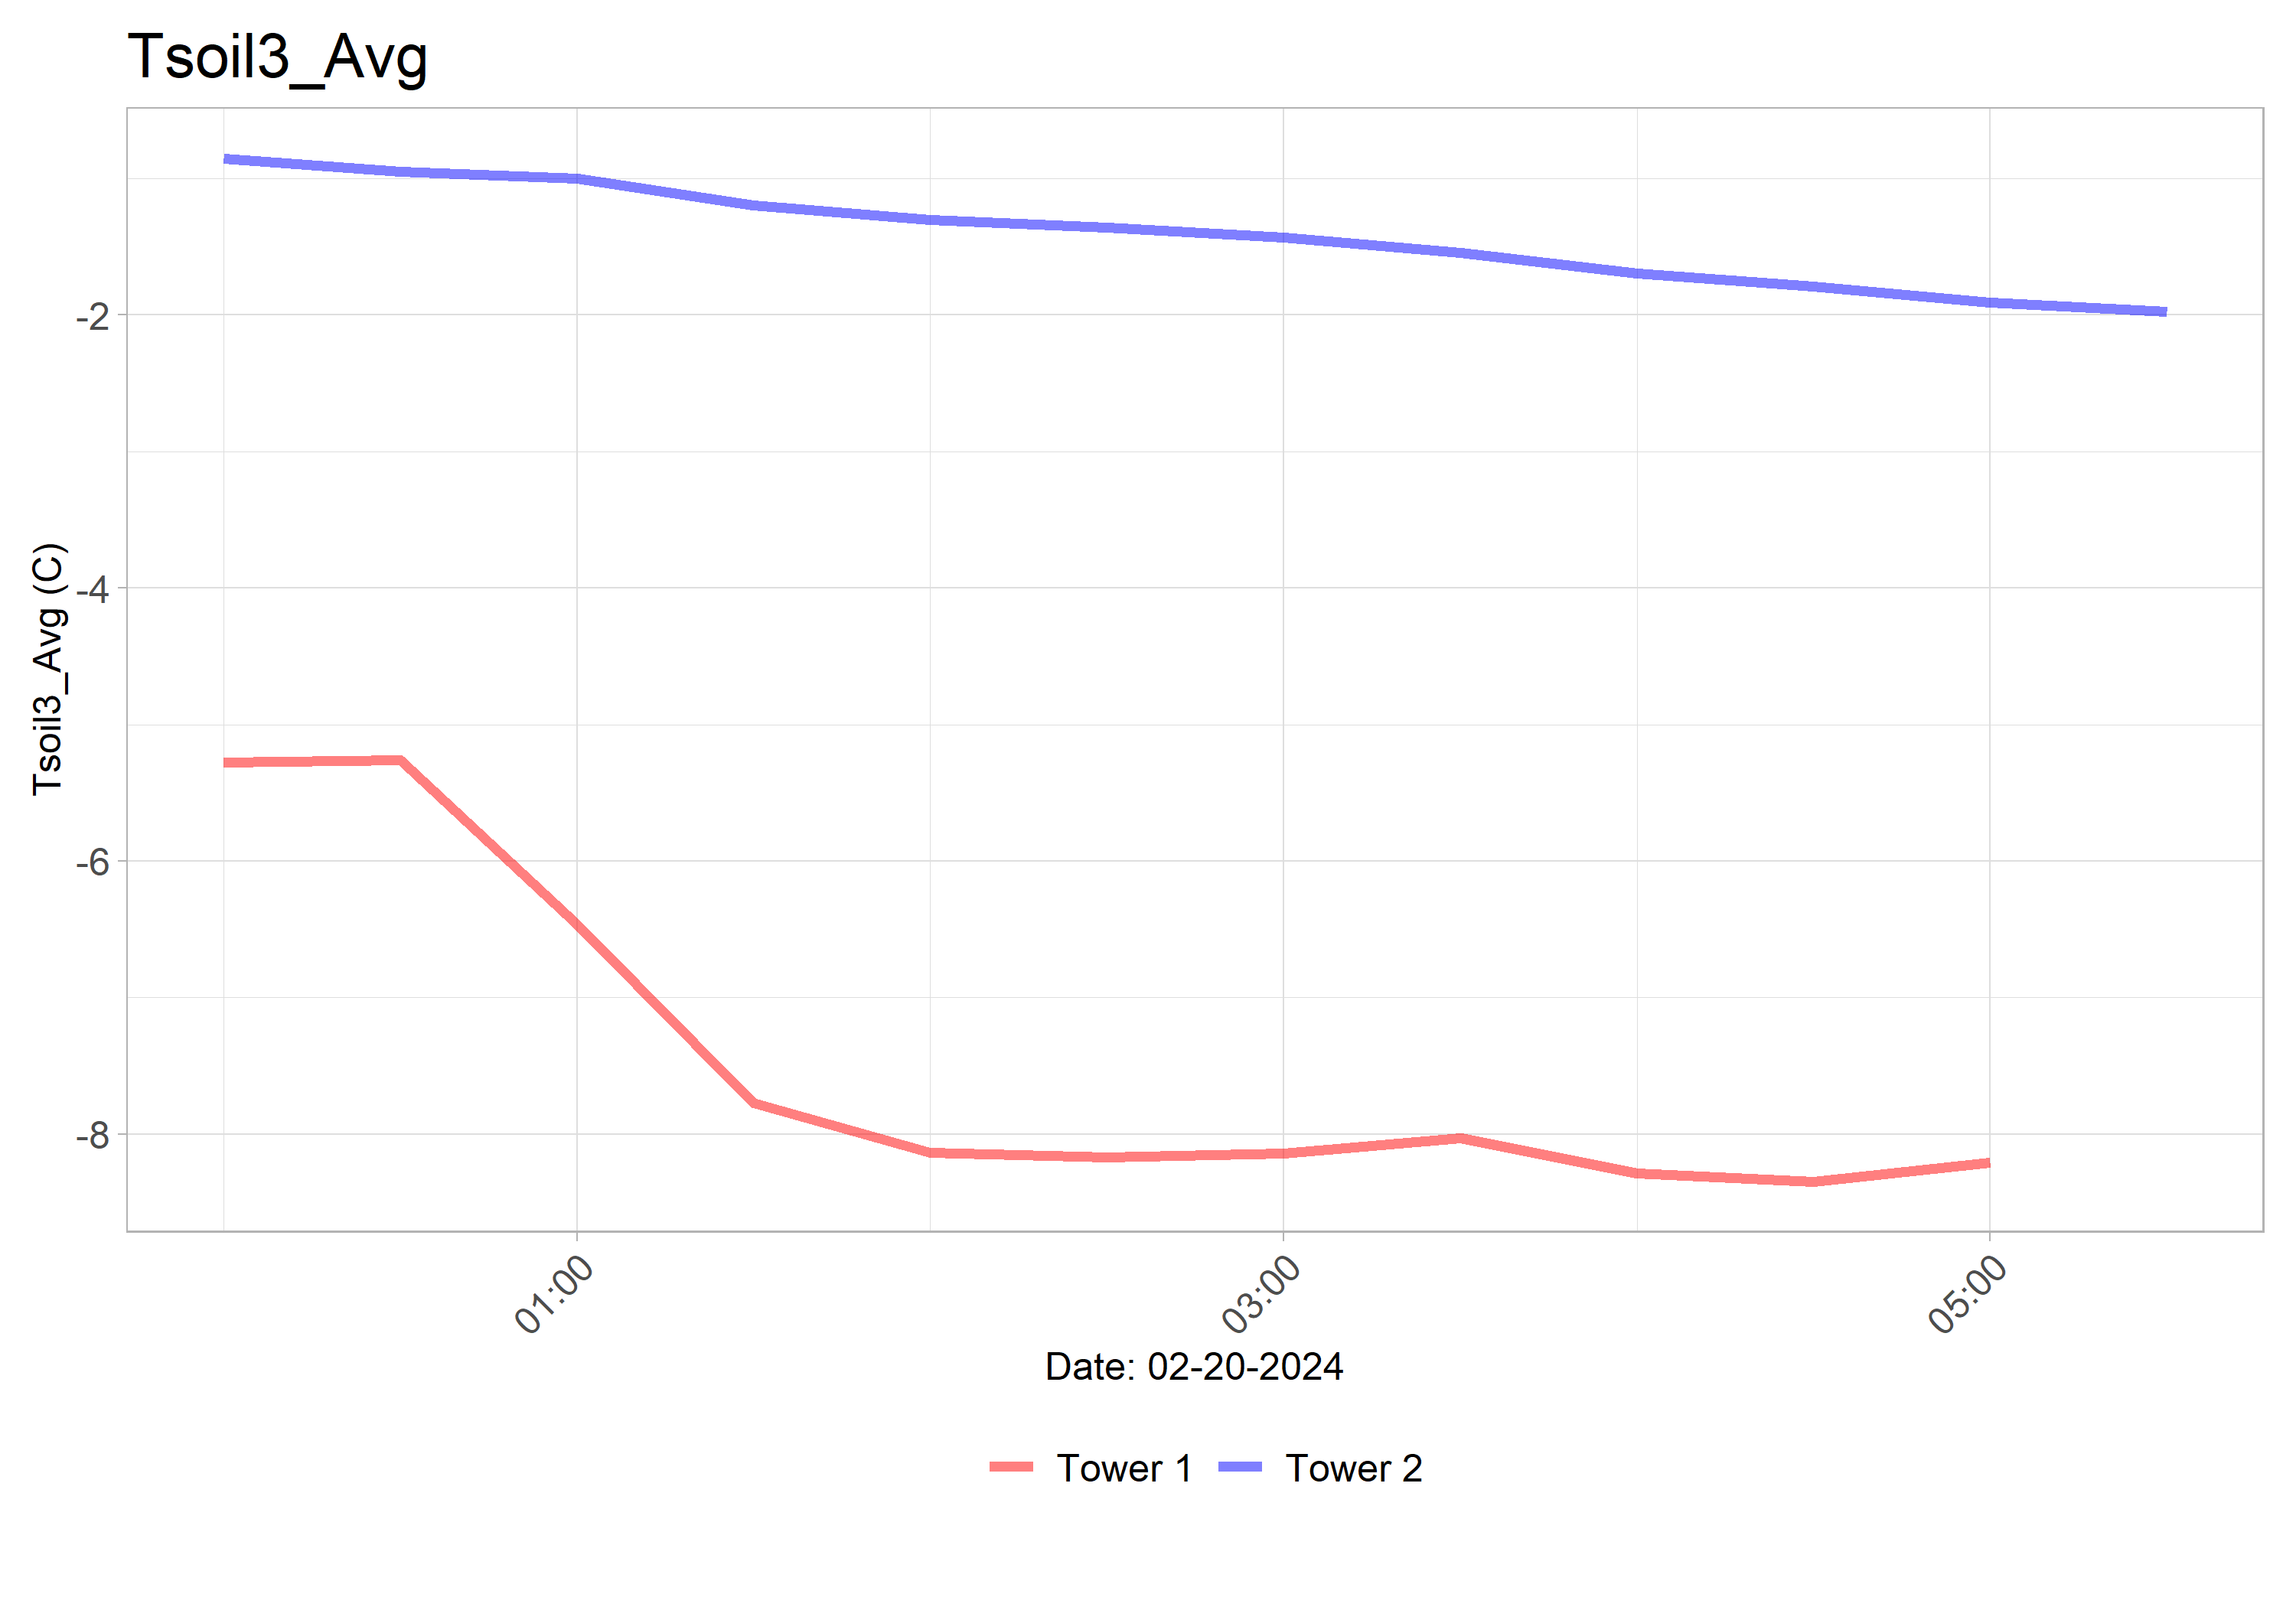 Tsoil3_Avg
Tsoil3_Avg (C)
-2
-4
-6
-8
01:00
03:00
05:00
Date: 02-20-2024
Tower 1
Tower 2